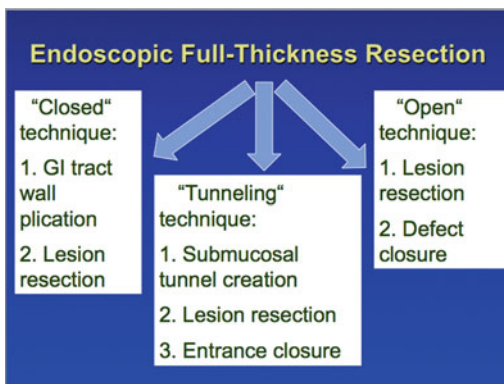 Endoscopic Full-Thickness Resection
“Closed“
technique:
1. GI tract
wall
plication
2. Lesion
resection
“Tunneling“
technique:
1. Submucosal
tunnel creation
2. Lesion resection
3. Entrance closure
“Open“
technique:
1. Lesion
resection
2. Defect
closure